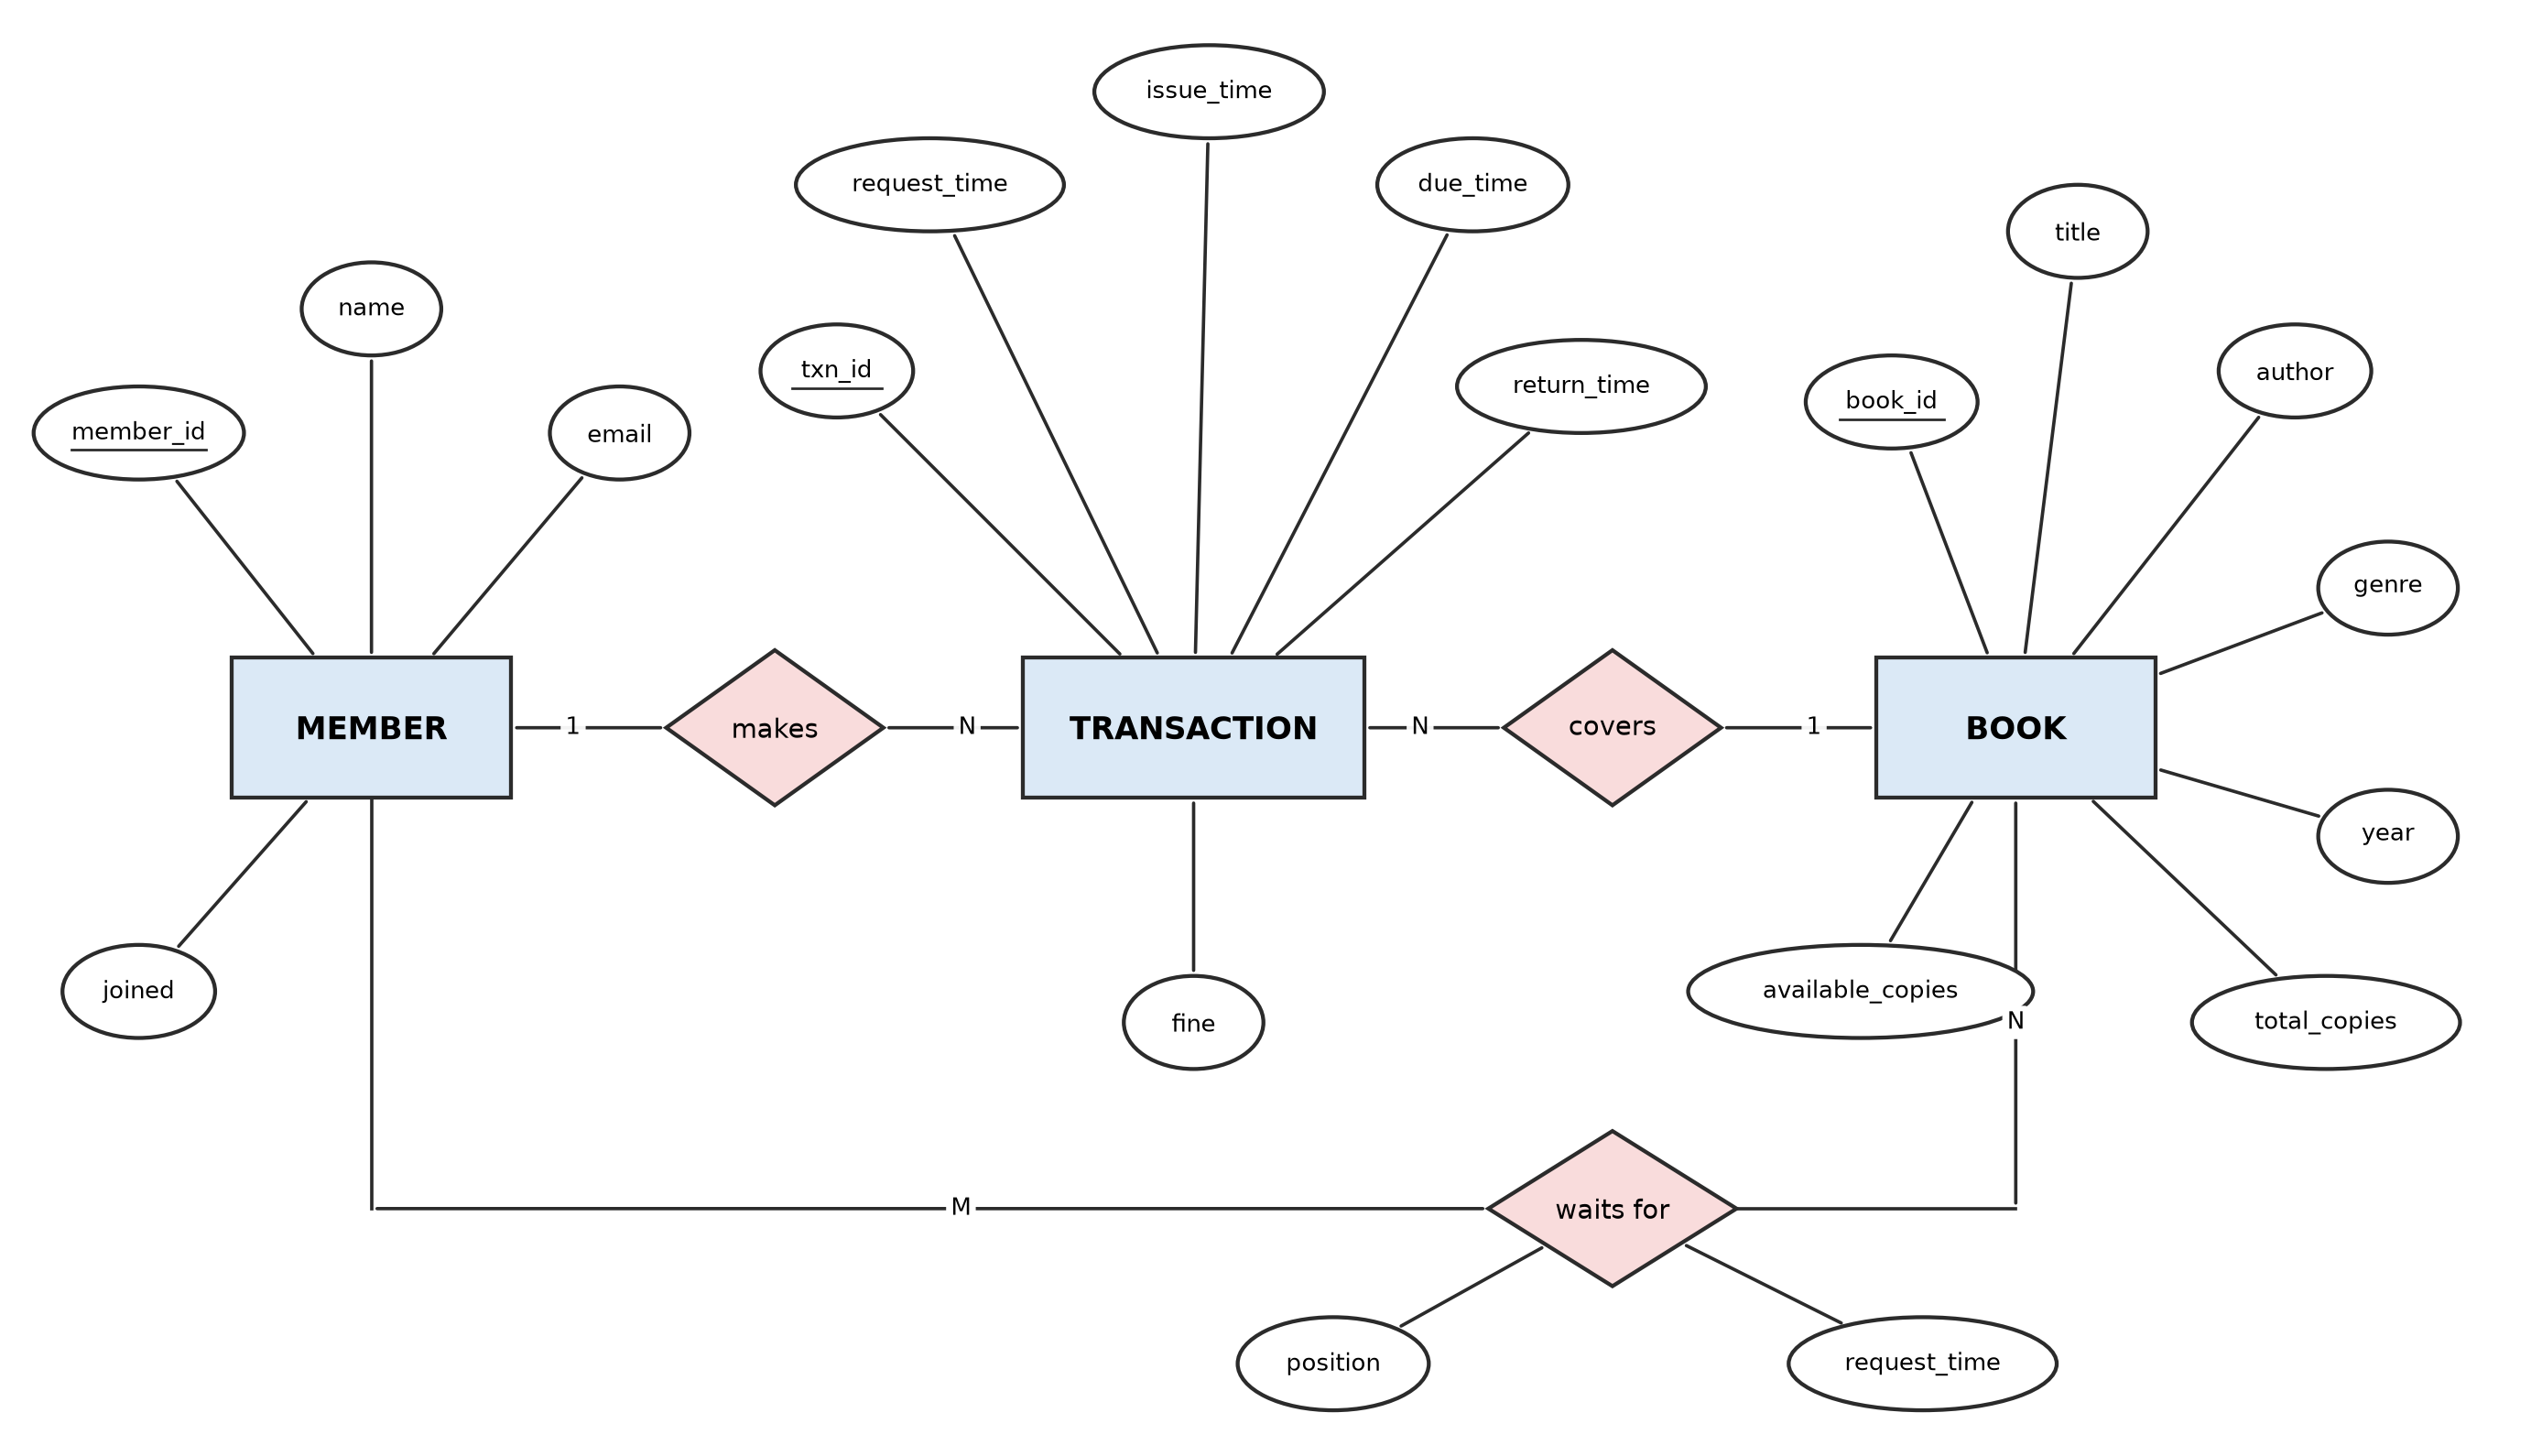 issue_time
request_time
due_time
title
name
txn_id
return_time
author
book_id
member_id
email
genre
MEMBER
1
makes
N
TRANSACTION
N
covers
1
BOOK
year
joined
fine
available_copies
N
total_copies
M
waits for
position
request_time